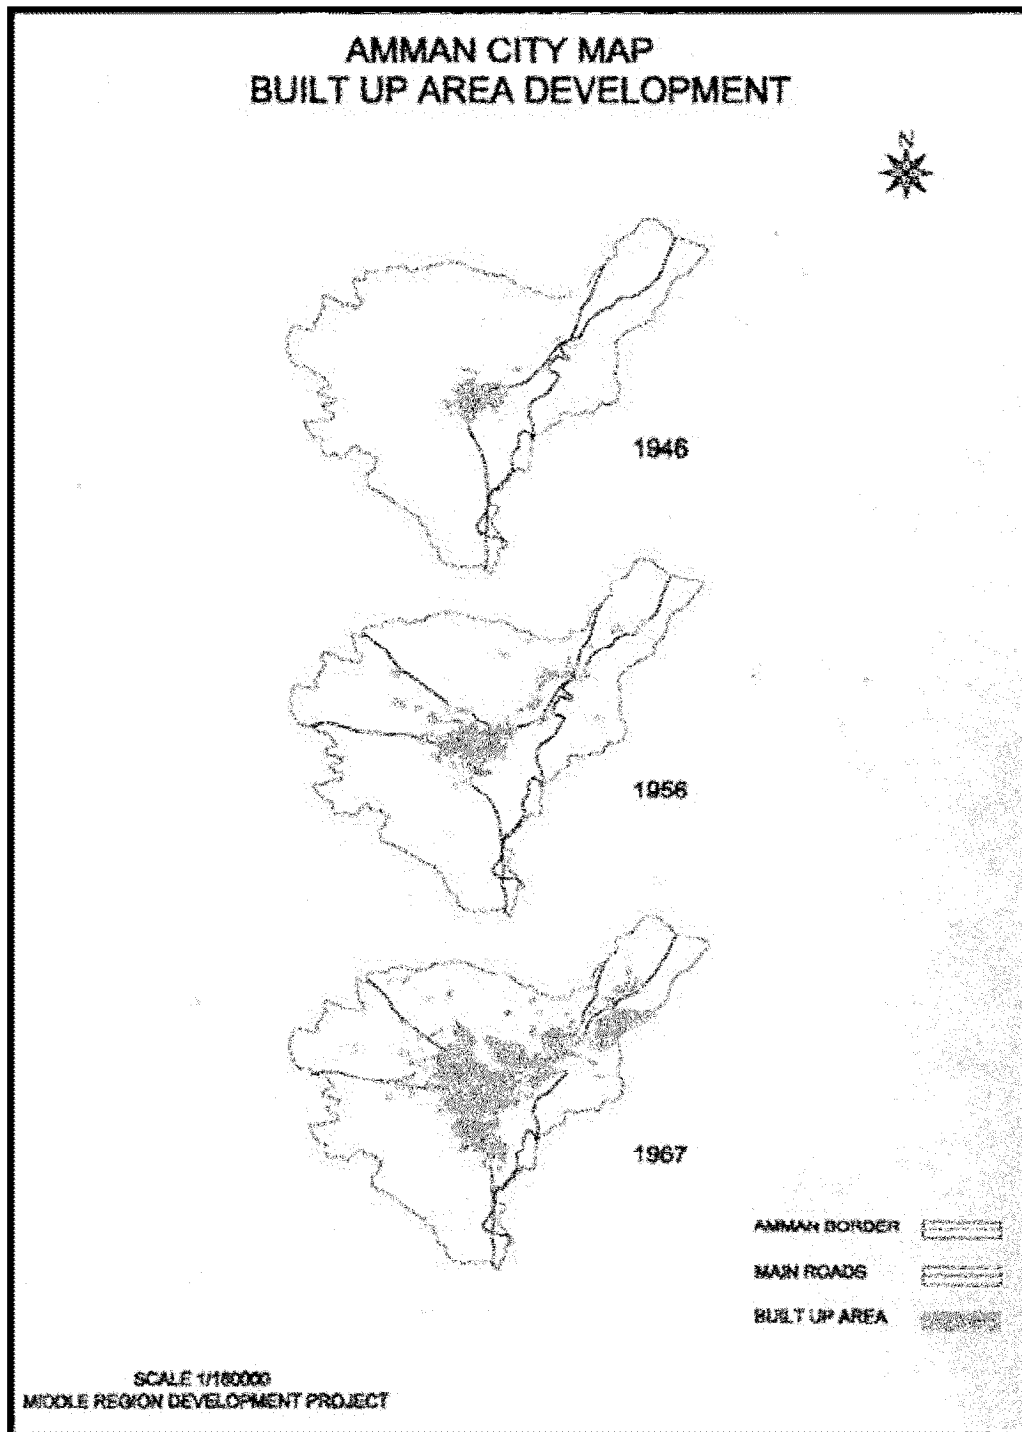 AMMAN CITY MAP
BUILT UP AREA DEVELOPMENT
N
1946
1956
1967
AMMAN BORDER
MAIN ROADS
BUILT UP AREA
SCALE 1/180000
MIDDLE REGION DEVELOPMENT PROJECT